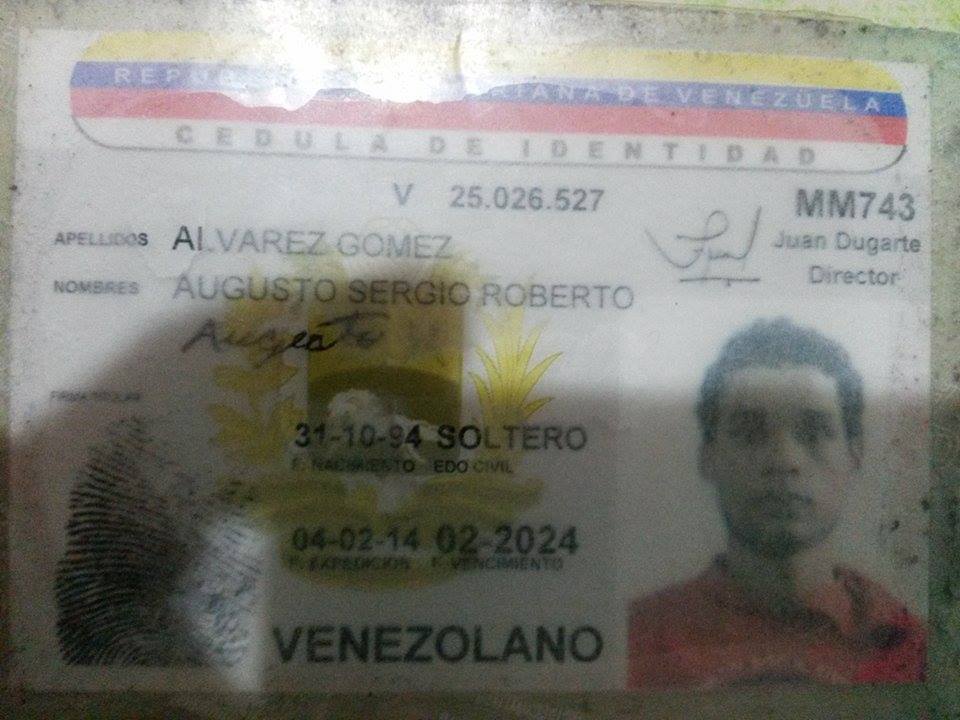 REPU ANA DE VENEZUELA
CEDULA DE IDENTIDAD
V 25.026.527 MM743
APELLIDOS ALVAREZ GOMEZ Juan Dugarte
Director
NOMBRES AUGUSTO SERGIO ROBERTO
Augusto
FIRMA TITULAR
31-10-94 SOLTERO
F. NACIMIENTO EDO CIVIL
04-02-14 02-2024
F. EXPEDICION F. VENCIMIENTO
VENEZOLANO